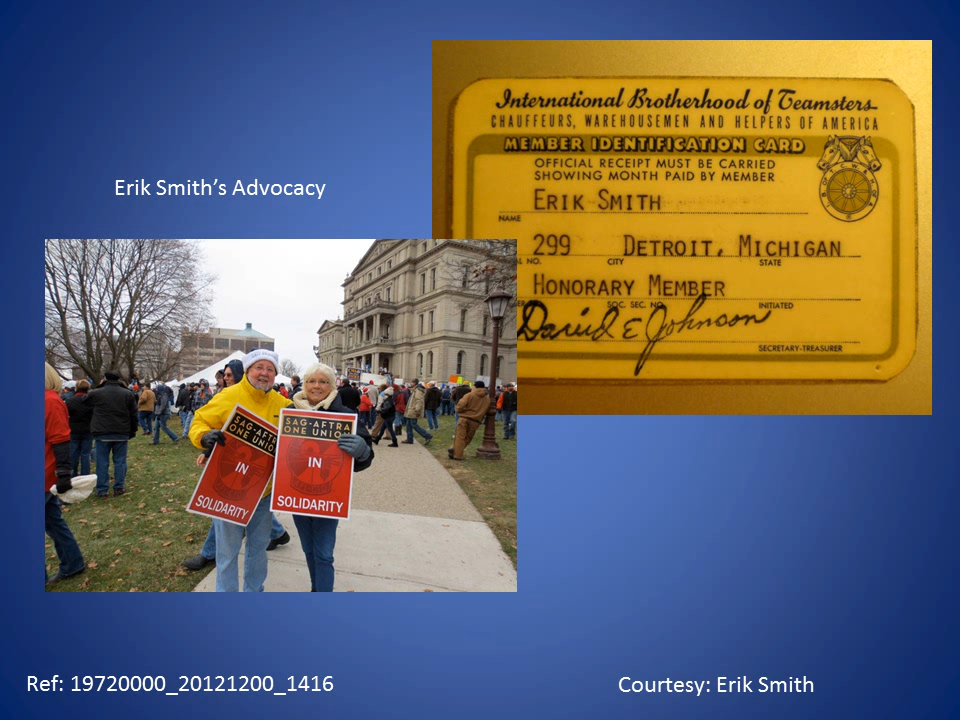 Erik Smith's Advocacy
International Brotherhood of Teamsters
CHAUFFEURS, WAREHOUSEMEN AND HELPERS OF AMERICA
MEMBER IDENTIFICATION CARD
OFFICIAL RECEIPT MUST BE CARRIED
SHOWING MONTH PAID BY MEMBER
ERIK SMITH
NAME
299 DETROIT, MICHIGAN
NO. CITY STATE
HONORARY MEMBER
SOC. SEC. NO. INITIATED
David E Johnson
SECRETARY-TREASURER
SAG-AFTRA
ONE UNION
IN
SOLIDARITY
SAG-AFTRA
ONE UNION
IN
SOLIDARITY
Ref: 19720000_20121200_1416
Courtesy: Erik Smith